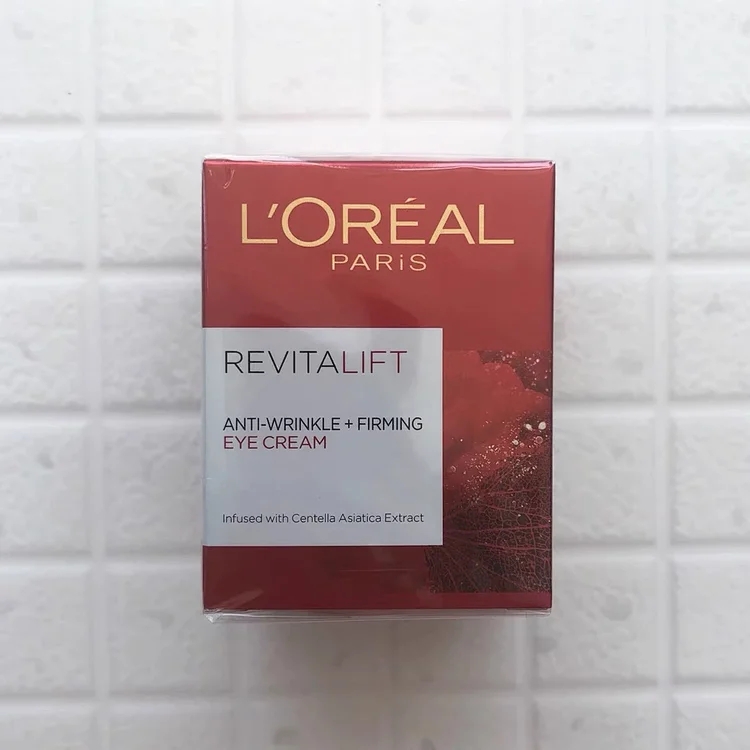 L'ORÉAL
PARiS
REVITALIFT
ANTI-WRINKLE + FIRMING
EYE CREAM
Infused with Centella Asiatica Extract